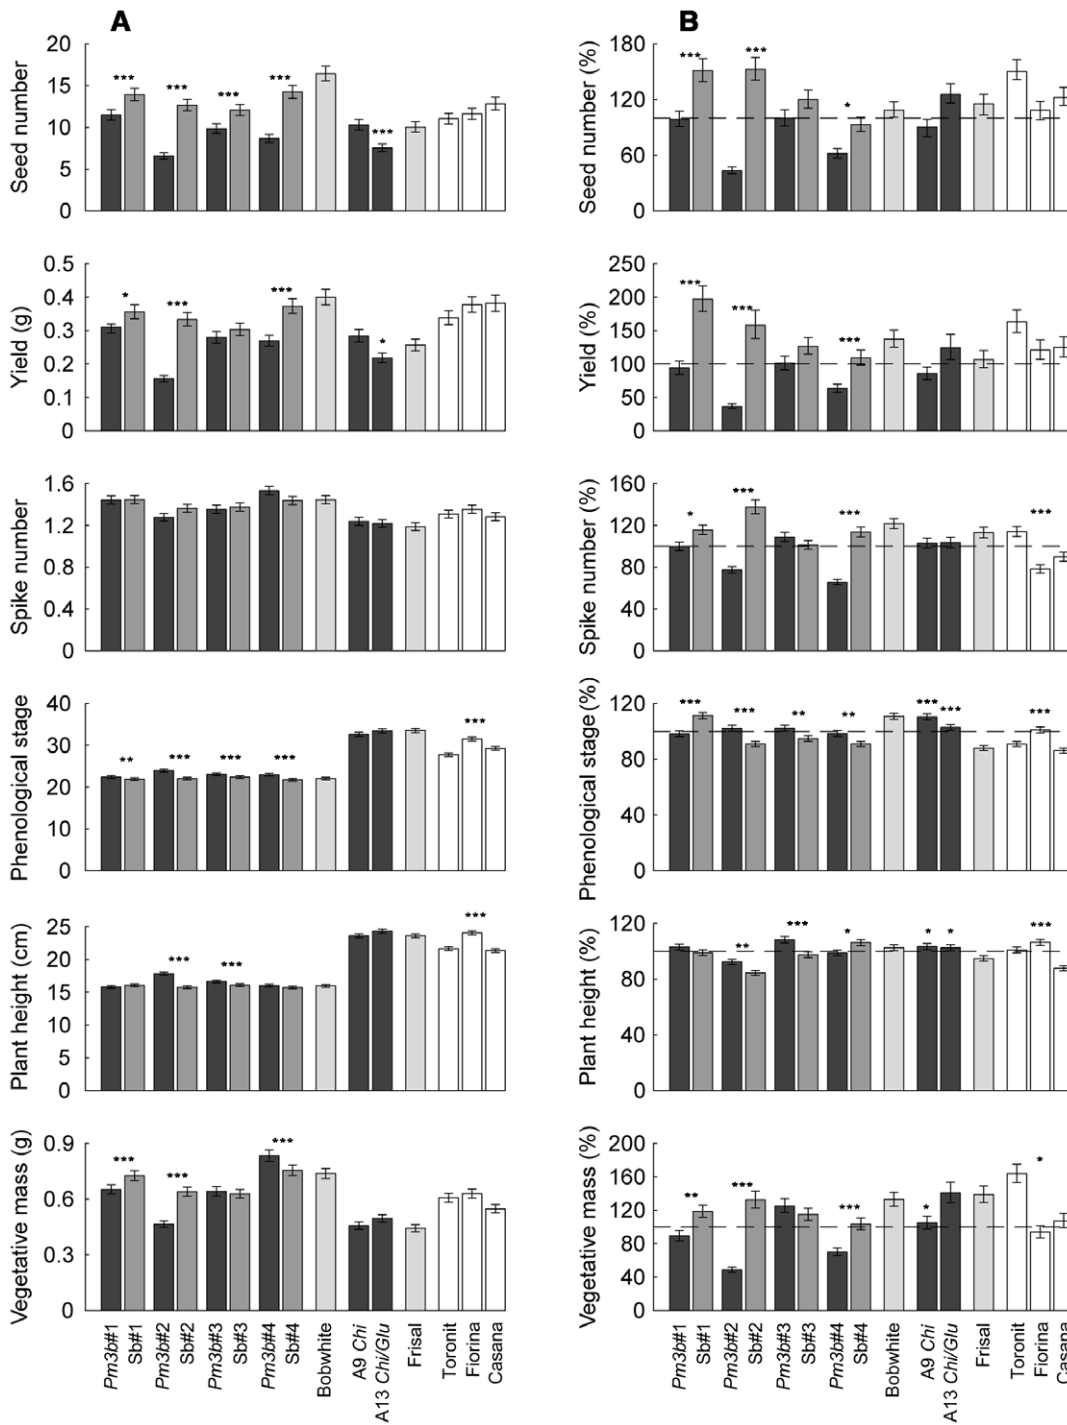 A
Seed number
20
15
10
5
0
*** *** *** *** ***
Yield (g)
0.5
0.4
0.3
0.2
0.1
0
* *** *** *
Spike number
1.6
1.2
0.8
0.4
0
Phenological stage
40
30
20
10
0
** *** *** *** ***
Plant height (cm)
25
20
15
10
5
0
*** *** ***
Vegetative mass (g)
0.9
0.6
0.3
0
*** *** ***
Pm3b#1
Sb#1
Pm3b#2
Sb#2
Pm3b#3
Sb#3
Pm3b#4
Sb#4
Bobwhite
A9 Chi
A13 Chi/Glu
Frisal
Toronit
Fiorina
Casana
B
Seed number (%)
180
120
60
0
*** *** *
Yield (%)
250
200
150
100
50
0
*** *** ***
Spike number (%)
160
120
80
40
0
* *** *** ***
Phenological stage (%)
120
80
40
0
*** *** ** ** *** *** ***
Plant height (%)
120
80
40
0
** *** * * * ***
Vegetative mass (%)
200
160
120
80
40
0
** *** *** * *
Pm3b#1
Sb#1
Pm3b#2
Sb#2
Pm3b#3
Sb#3
Pm3b#4
Sb#4
Bobwhite
A9 Chi
A13 Chi/Glu
Frisal
Toronit
Fiorina
Casana